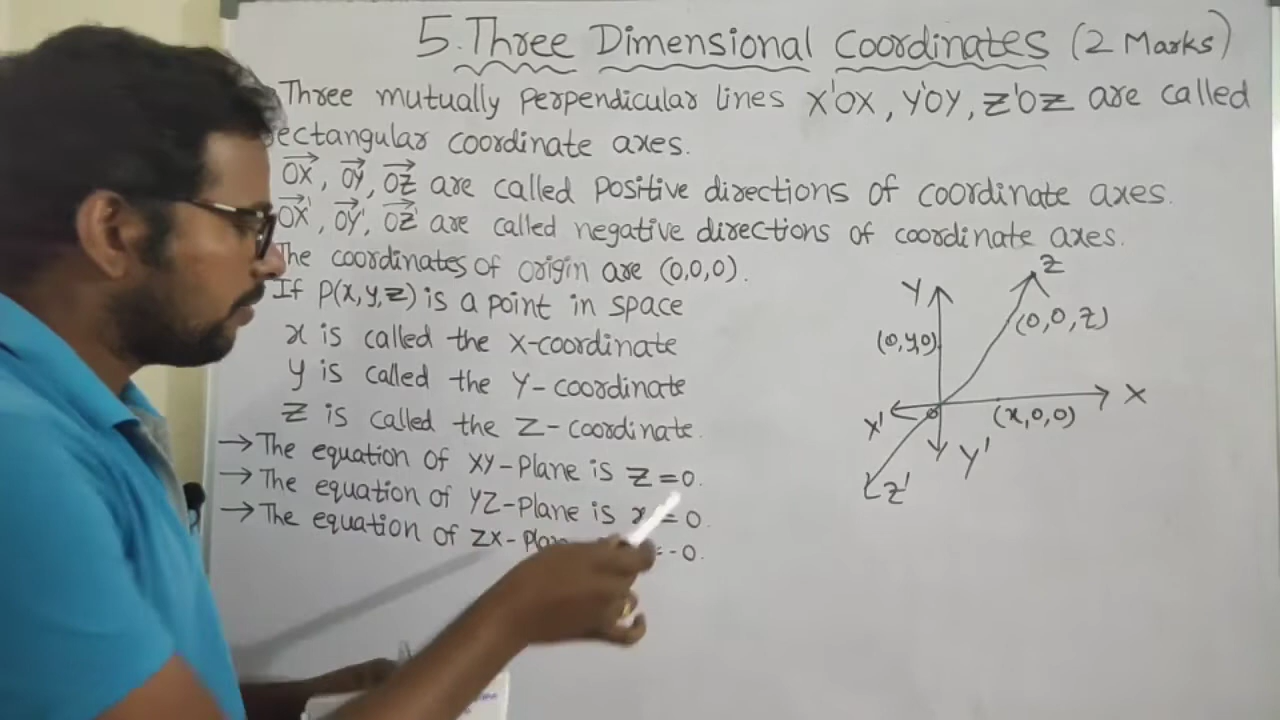 5. Three Dimensional Coordinates (2 Marks)
Three mutually perpendicular lines X'OX, Y'OY, Z'OZ are called
rectangular coordinate axes.
OX, OY, OZ are called positive directions of coordinate axes.
OX', OY', OZ' are called negative directions of coordinate axes.
The coordinates of origin are (0,0,0).
If P(x,y,z) is a point in space
x is called the X-coordinate
y is called the Y-coordinate
z is called the Z-coordinate.
→ The equation of XY-Plane is z=0.
→ The equation of YZ-Plane is x=0.
→ The equation of ZX-Plane =0.
Z
Y
(0,0,z)
(0,y,0)
X
(x,0,0)
X'
O
Y'
Z'